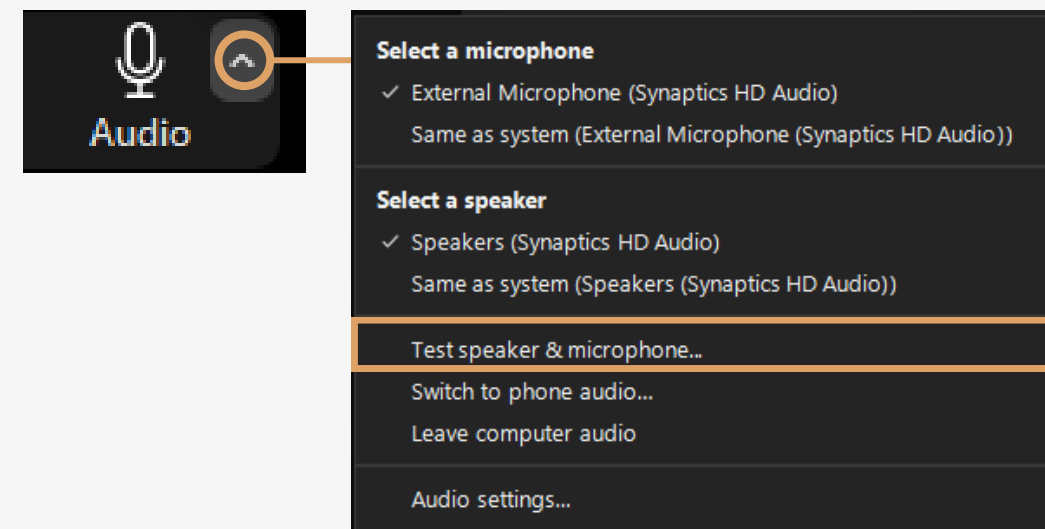 Audio
Select a microphone
External Microphone (Synaptics HD Audio)
Same as system (External Microphone (Synaptics HD Audio))
Select a speaker
Speakers (Synaptics HD Audio)
Same as system (Speakers (Synaptics HD Audio))
Test speaker & microphone...
Switch to phone audio...
Leave computer audio
Audio settings...